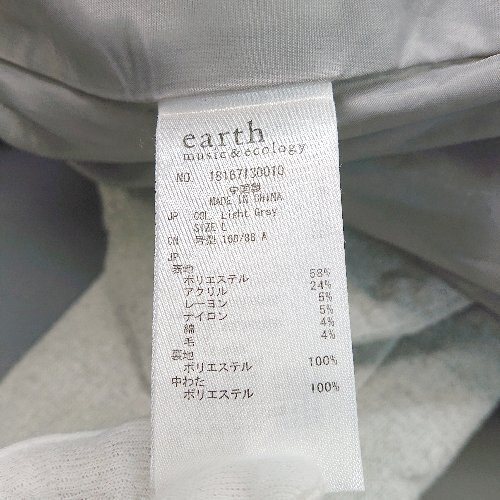 earth
music&ecology
NO. 18167130010
中国製
MADE IN CHINA
JP COL. Light Gray
SIZE L
CN 号型 160/88 A
JP
表地
ポリエステル 58%
アクリル 24%
レーヨン 5%
ナイロン 5%
綿 4%
毛 4%
裏地
ポリエステル 100%
中わた
ポリエステル 100%